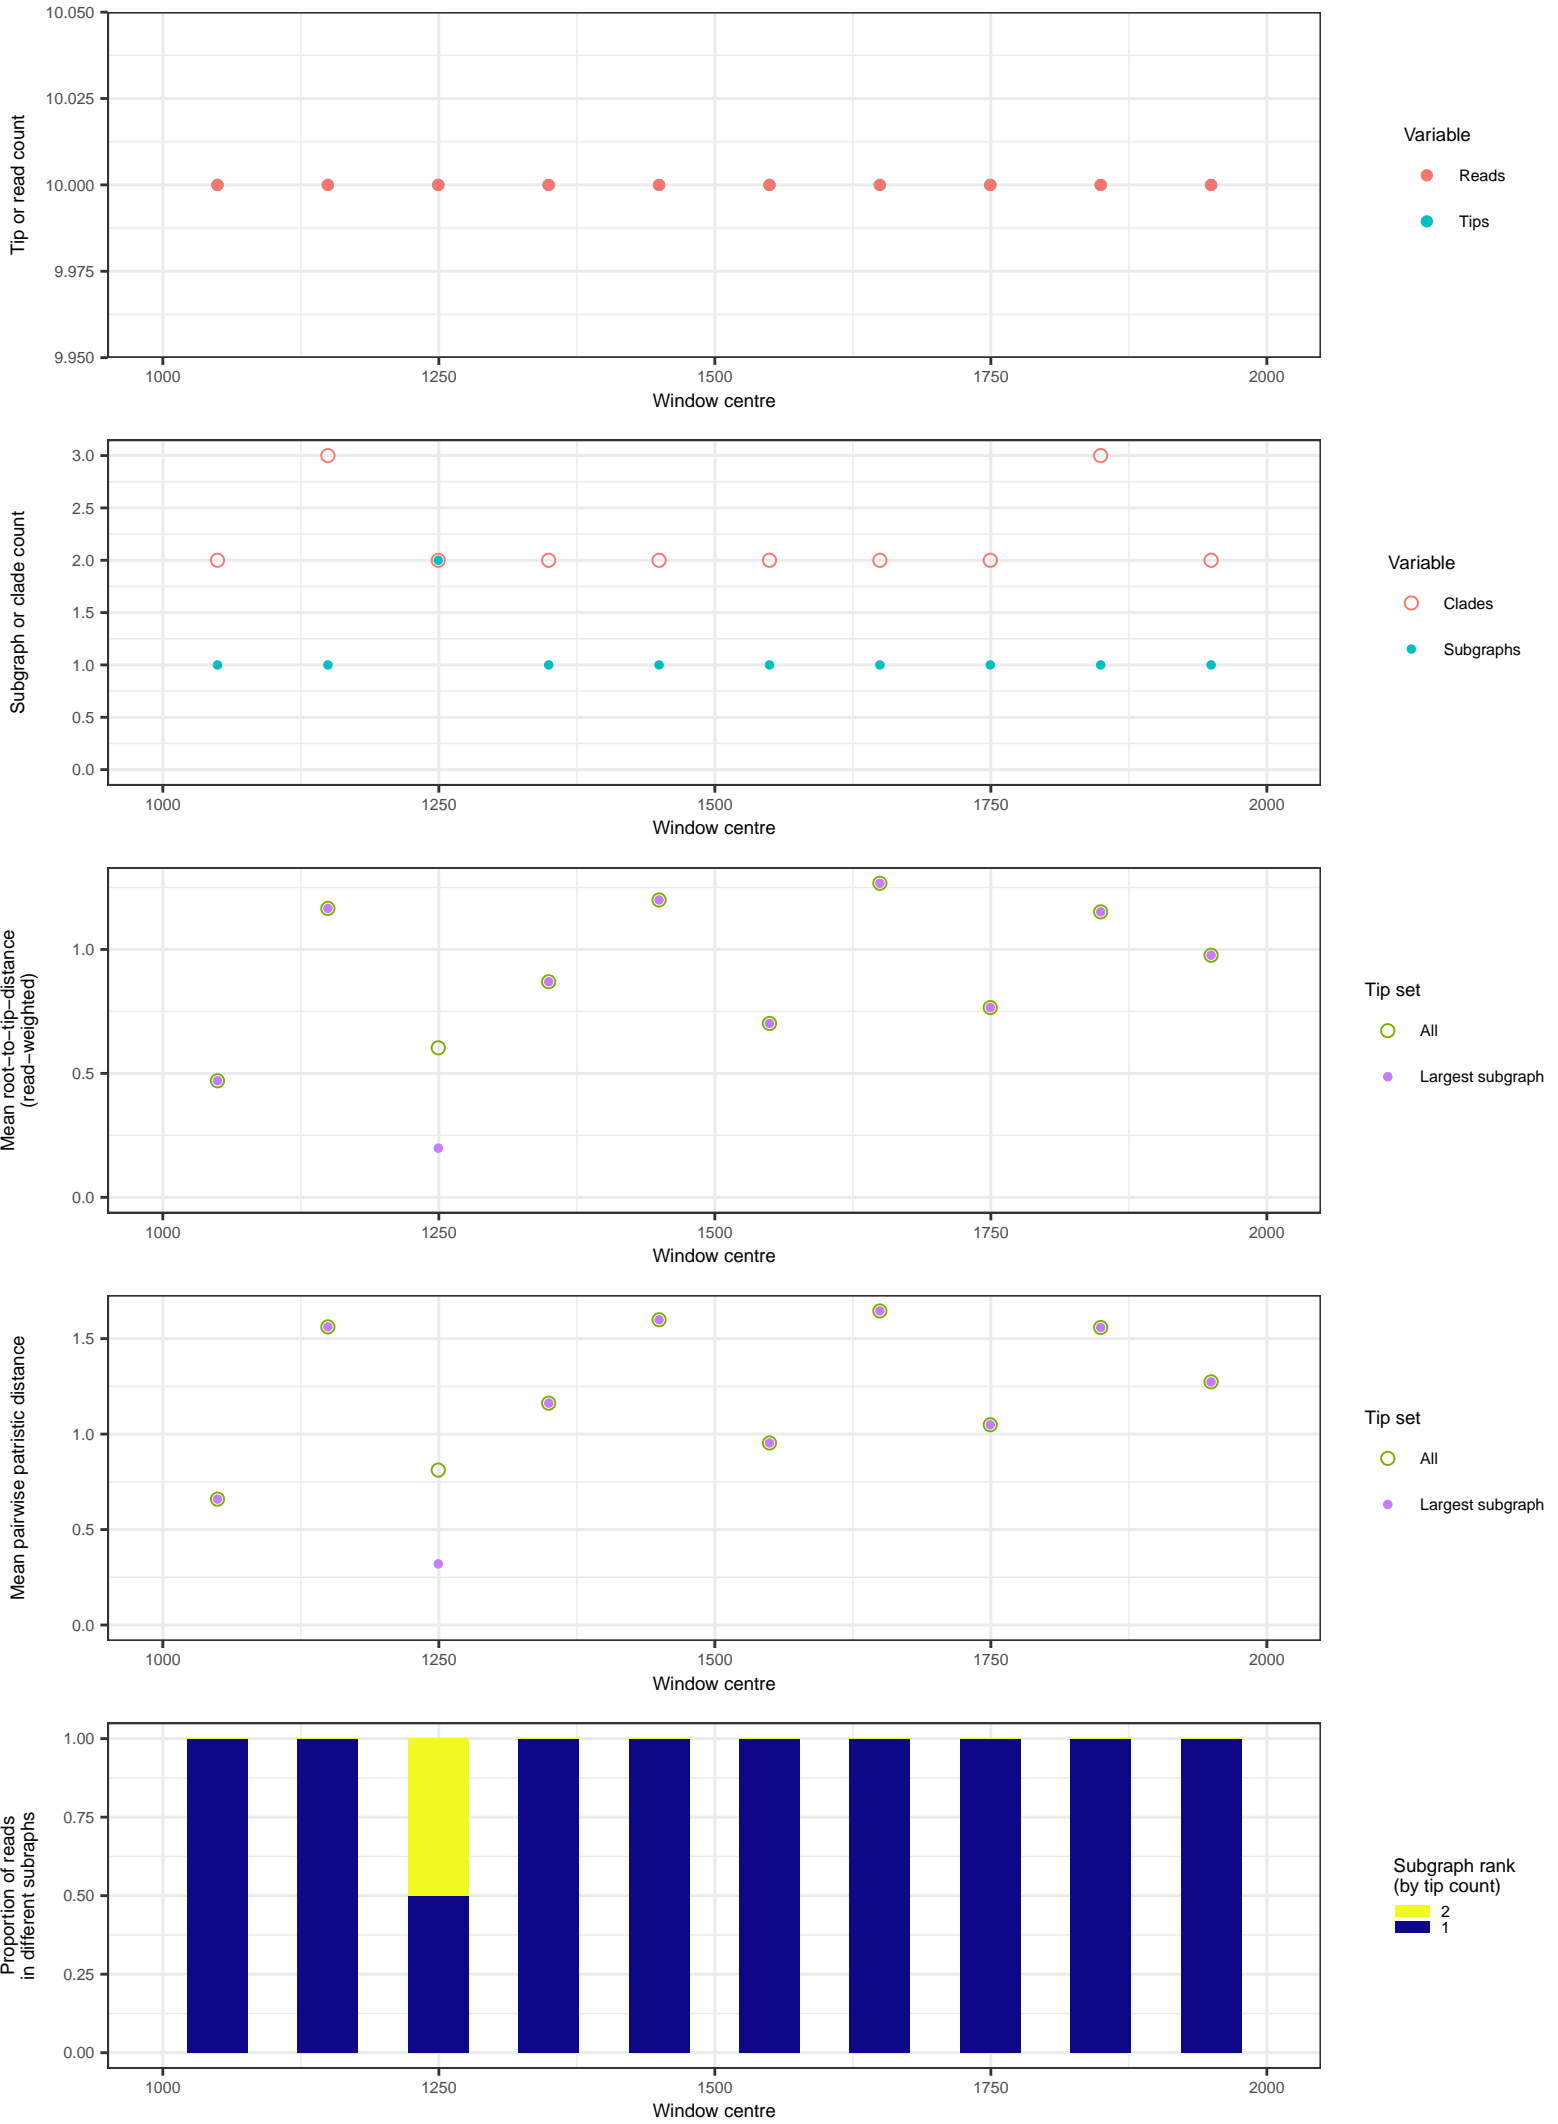 10.050
10.025
10.000
9.975
9.950
Tip or read count
1000 1250 1500 1750 2000
Window centre
Variable
Reads
Tips
3.0
2.5
2.0
1.5
1.0
0.5
0.0
Subgraph or clade count
1000 1250 1500 1750 2000
Window centre
Variable
Clades
Subgraphs
1.0
0.5
0.0
Mean root−to−tip−distance
(read−weighted)
1000 1250 1500 1750 2000
Window centre
Tip set
All
Largest subgraph
1.5
1.0
0.5
0.0
Mean pairwise patristic distance
1000 1250 1500 1750 2000
Window centre
Tip set
All
Largest subgraph
1.00
0.75
0.50
0.25
0.00
Proportion of reads
in different subraphs
1000 1250 1500 1750 2000
Window centre
Subgraph rank
(by tip count)
2
1